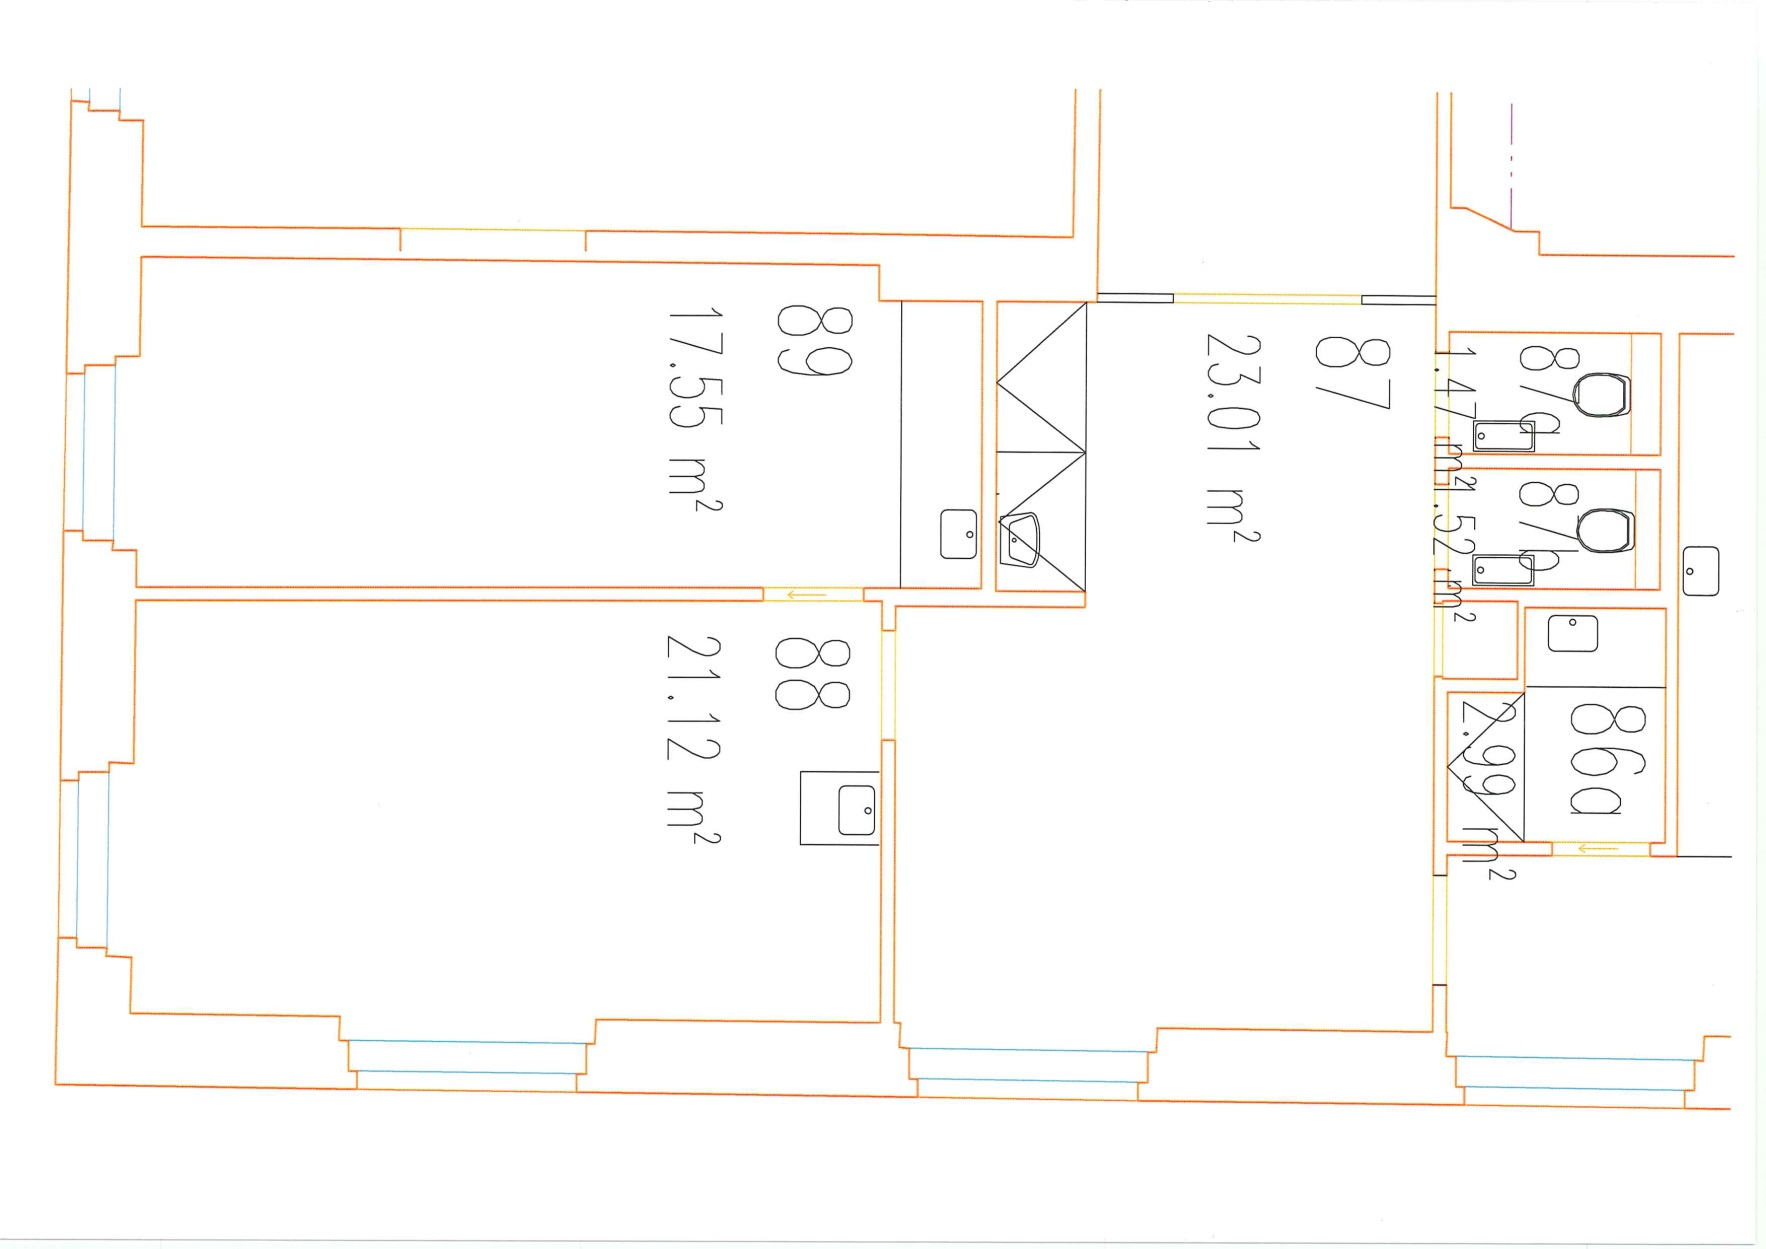 87a
1.47 m²
87b
1.52 m²
86a
2.99 m²
87
23.01 m²
89
17.55 m²
88
21.12 m²